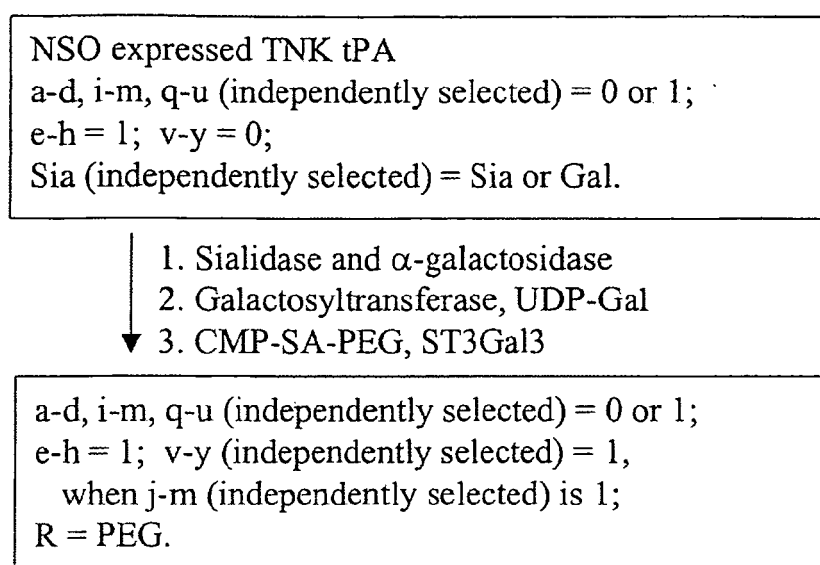 NSO expressed TNK tPA
a-d, i-m, q-u (independently selected) = 0 or 1;
e-h = 1; v-y = 0;
Sia (independently selected) = Sia or Gal.
1. Sialidase and α-galactosidase
2. Galactosyltransferase, UDP-Gal
3. CMP-SA-PEG, ST3Gal3
a-d, i-m, q-u (independently selected) = 0 or 1;
e-h = 1; v-y (independently selected) = 1,
when j-m (independently selected) is 1;
R = PEG.